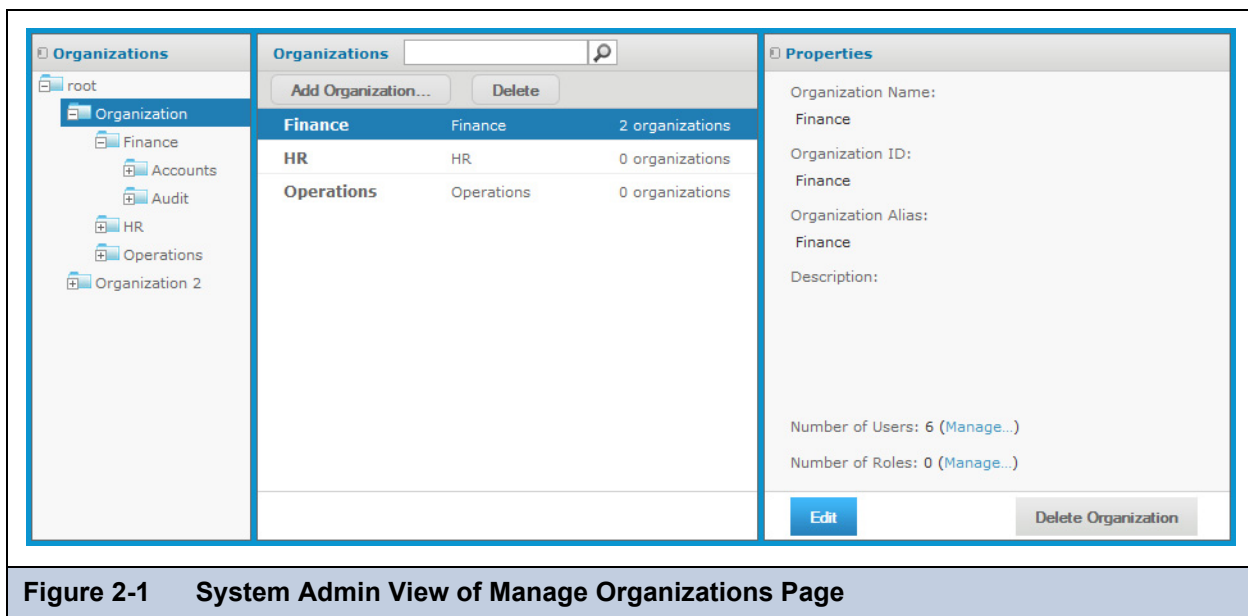 Organizations
root
Organization
Finance
Accounts
Audit
HR
Operations
Organization 2
Organizations
Add Organization... Delete
Finance Finance 2 organizations
HR HR 0 organizations
Operations Operations 0 organizations
Properties
Organization Name:
Finance
Organization ID:
Finance
Organization Alias:
Finance
Description:
Number of Users: 6 (Manage...)
Number of Roles: 0 (Manage...)
Edit Delete Organization
Figure 2-1 System Admin View of Manage Organizations Page